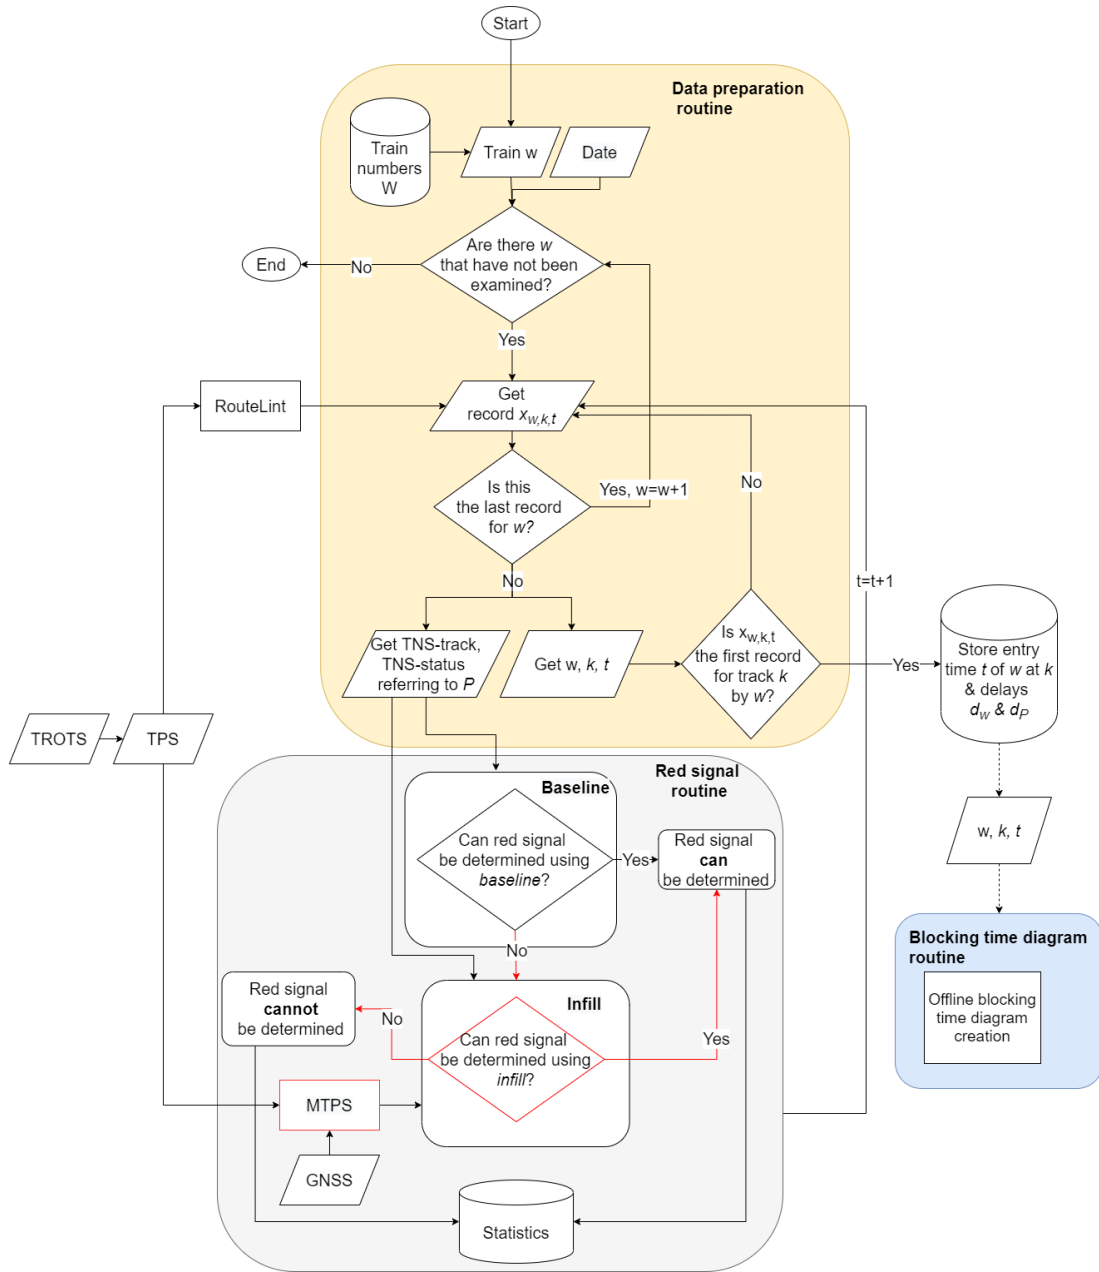 Start
Data preparation
routine
Train
numbers
W
Train w
Date
Are there w
that have not been
examined?
End
No
Yes
RouteLint
Get
record x_{w,k,t}
Is this
the last record
for w?
Yes, w=w+1
No
No
t=t+1
Get TNS-track,
TNS-status
referring to P
Get w, k, t
Is x_{w,k,t}
the first record
for track k
by w?
Yes
Store entry
time t of w at k
& delays
d_w & d_P
TROTS
TPS
Red signal
routine
Baseline
Can red signal
be determined using
baseline?
Yes
Red signal
can
be determined
w, k, t
No
Blocking time diagram
routine
Offline blocking
time diagram
creation
Red signal
cannot
be determined
No
Infill
Can red signal
be determined using
infill?
Yes
MTPS
GNSS
Statistics